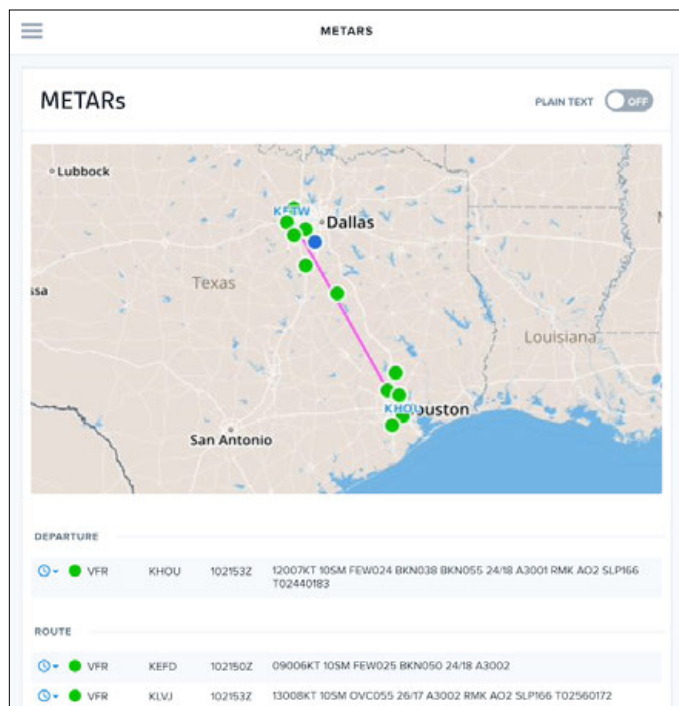 METARS
METARs
PLAIN TEXT OFF
Lubbock
Dallas
Texas
Louisiana
KHOU
San Antonio
DEPARTURE
VFR KHOU 102153Z 12007KT 10SM FEW024 BKN038 BKN055 24/18 A3001 RMK AO2 SLP166
T02440183
ROUTE
VFR KEFD 102150Z 09006KT 10SM FEW025 BKN050 24/18 A3002
VFR KLVJ 102153Z 13008KT 10SM OVC055 26/17 A3002 RMK AO2 SLP166 T02560172